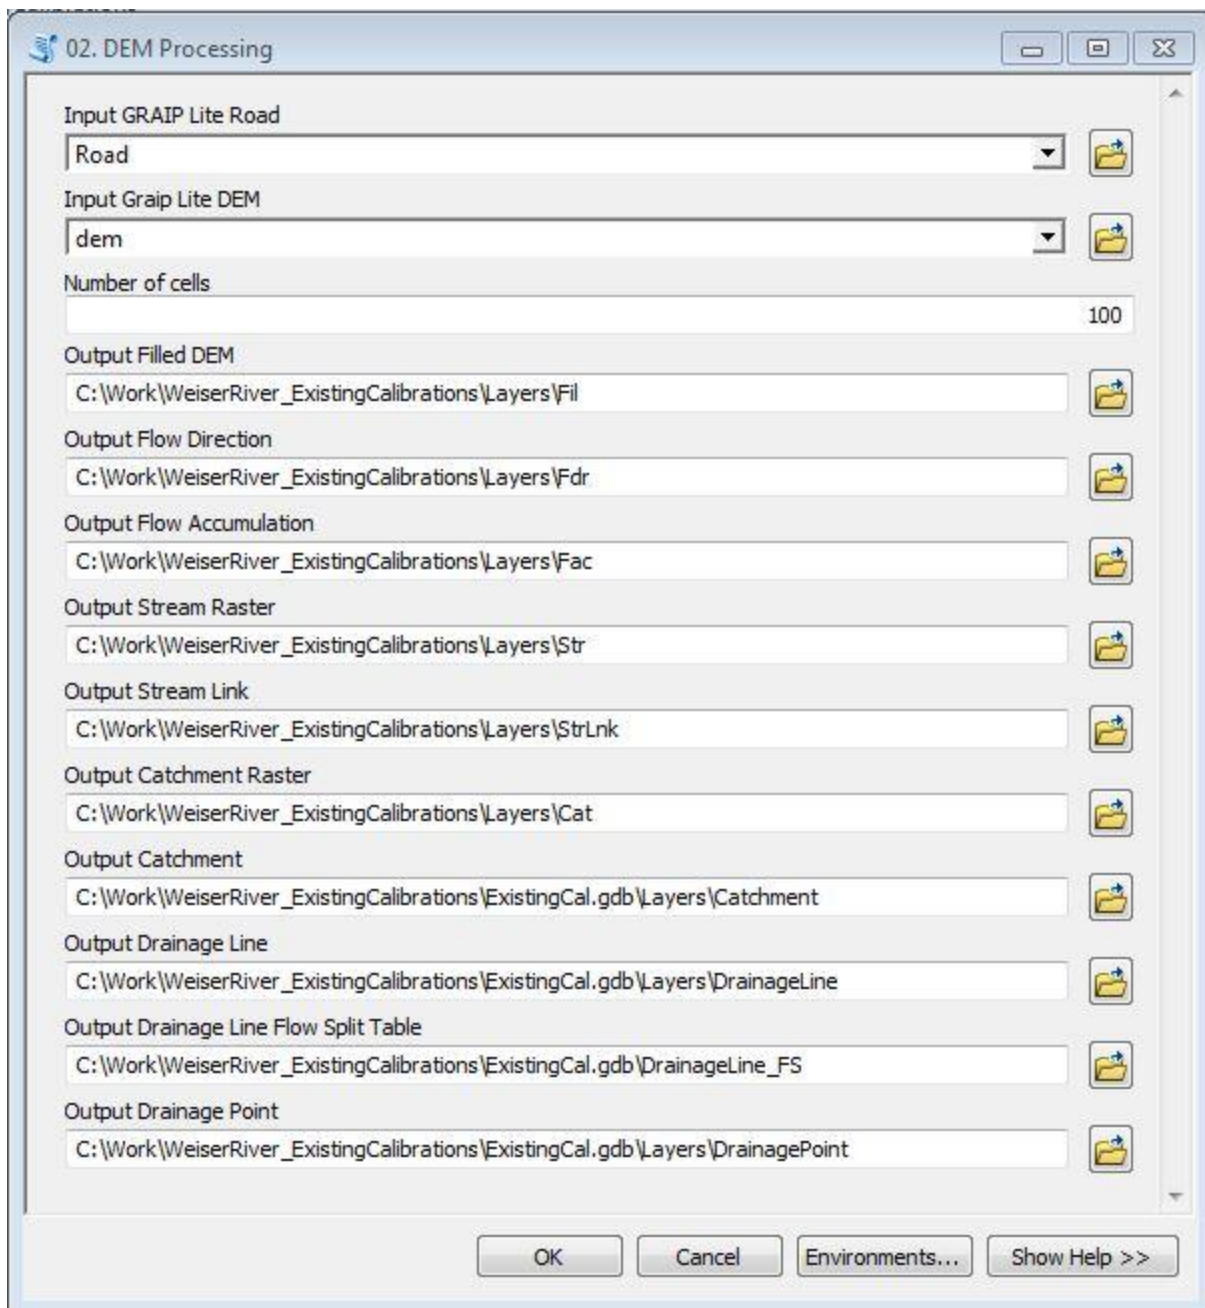 02. DEM Processing
Input GRAIP Lite Road
Road
Input Graip Lite DEM
dem
Number of cells
100
Output Filled DEM
C:\Work\WeiserRiver_ExistingCalibrations\Layers\Fil
Output Flow Direction
C:\Work\WeiserRiver_ExistingCalibrations\Layers\Fdr
Output Flow Accumulation
C:\Work\WeiserRiver_ExistingCalibrations\Layers\Fac
Output Stream Raster
C:\Work\WeiserRiver_ExistingCalibrations\Layers\Str
Output Stream Link
C:\Work\WeiserRiver_ExistingCalibrations\Layers\StrLnk
Output Catchment Raster
C:\Work\WeiserRiver_ExistingCalibrations\Layers\Cat
Output Catchment
C:\Work\WeiserRiver_ExistingCalibrations\ExistingCal.gdb\Layers\Catchment
Output Drainage Line
C:\Work\WeiserRiver_ExistingCalibrations\ExistingCal.gdb\Layers\DrainageLine
Output Drainage Line Flow Split Table
C:\Work\WeiserRiver_ExistingCalibrations\ExistingCal.gdb\DrainageLine_FS
Output Drainage Point
C:\Work\WeiserRiver_ExistingCalibrations\ExistingCal.gdb\Layers\DrainagePoint
OK Cancel Environments... Show Help >>